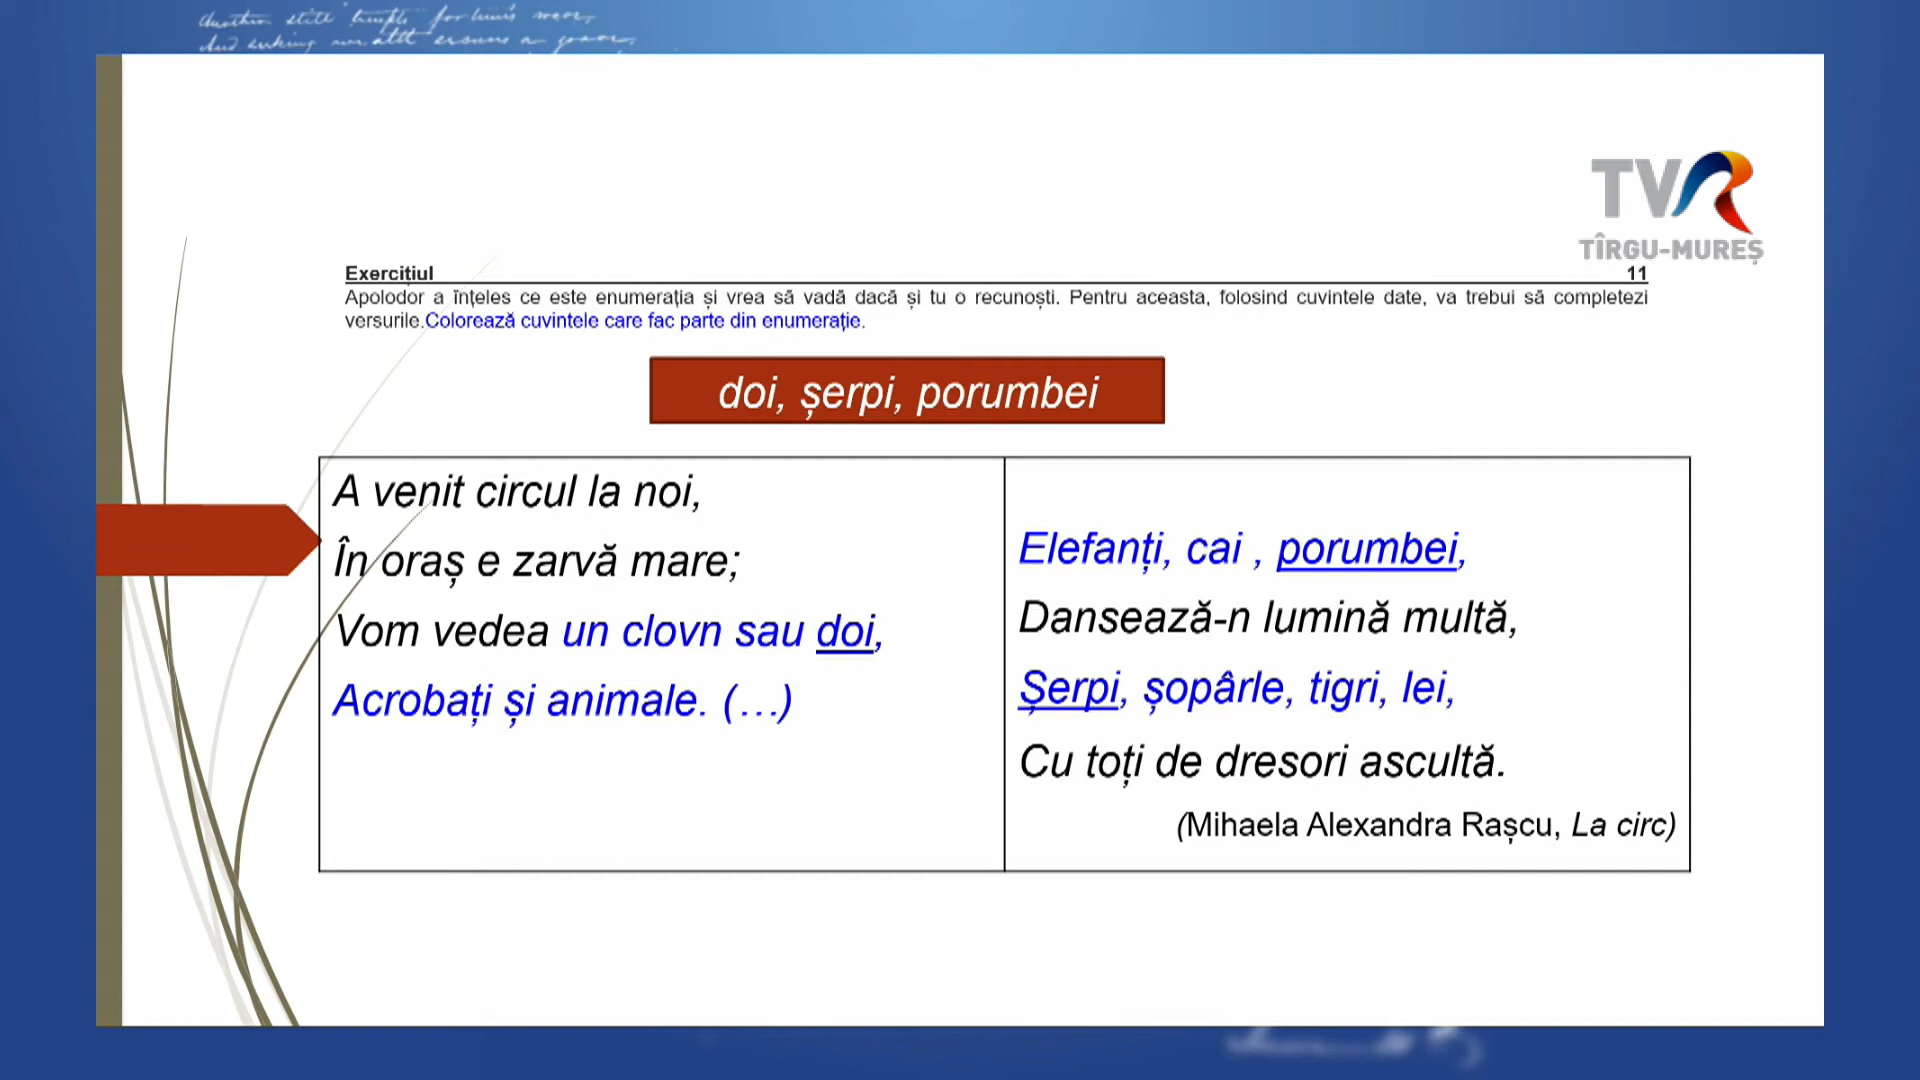 TVR
TÎRGU-MUREȘ
Exercițiul 11
Apolodor a înțeles ce este enumerația și vrea să vadă dacă și tu o recunoști. Pentru aceasta, folosind cuvintele date, va trebui să completezi
versurile.Colorează cuvintele care fac parte din enumerație.
doi, șerpi, porumbei
A venit circul la noi,
În oraș e zarvă mare;
Vom vedea un clovn sau doi,
Acrobați și animale. (…)
Elefanți, cai , porumbei,
Dansează-n lumină multă,
Șerpi, șopârle, tigri, lei,
Cu toți de dresori ascultă.
(Mihaela Alexandra Rașcu, La circ)